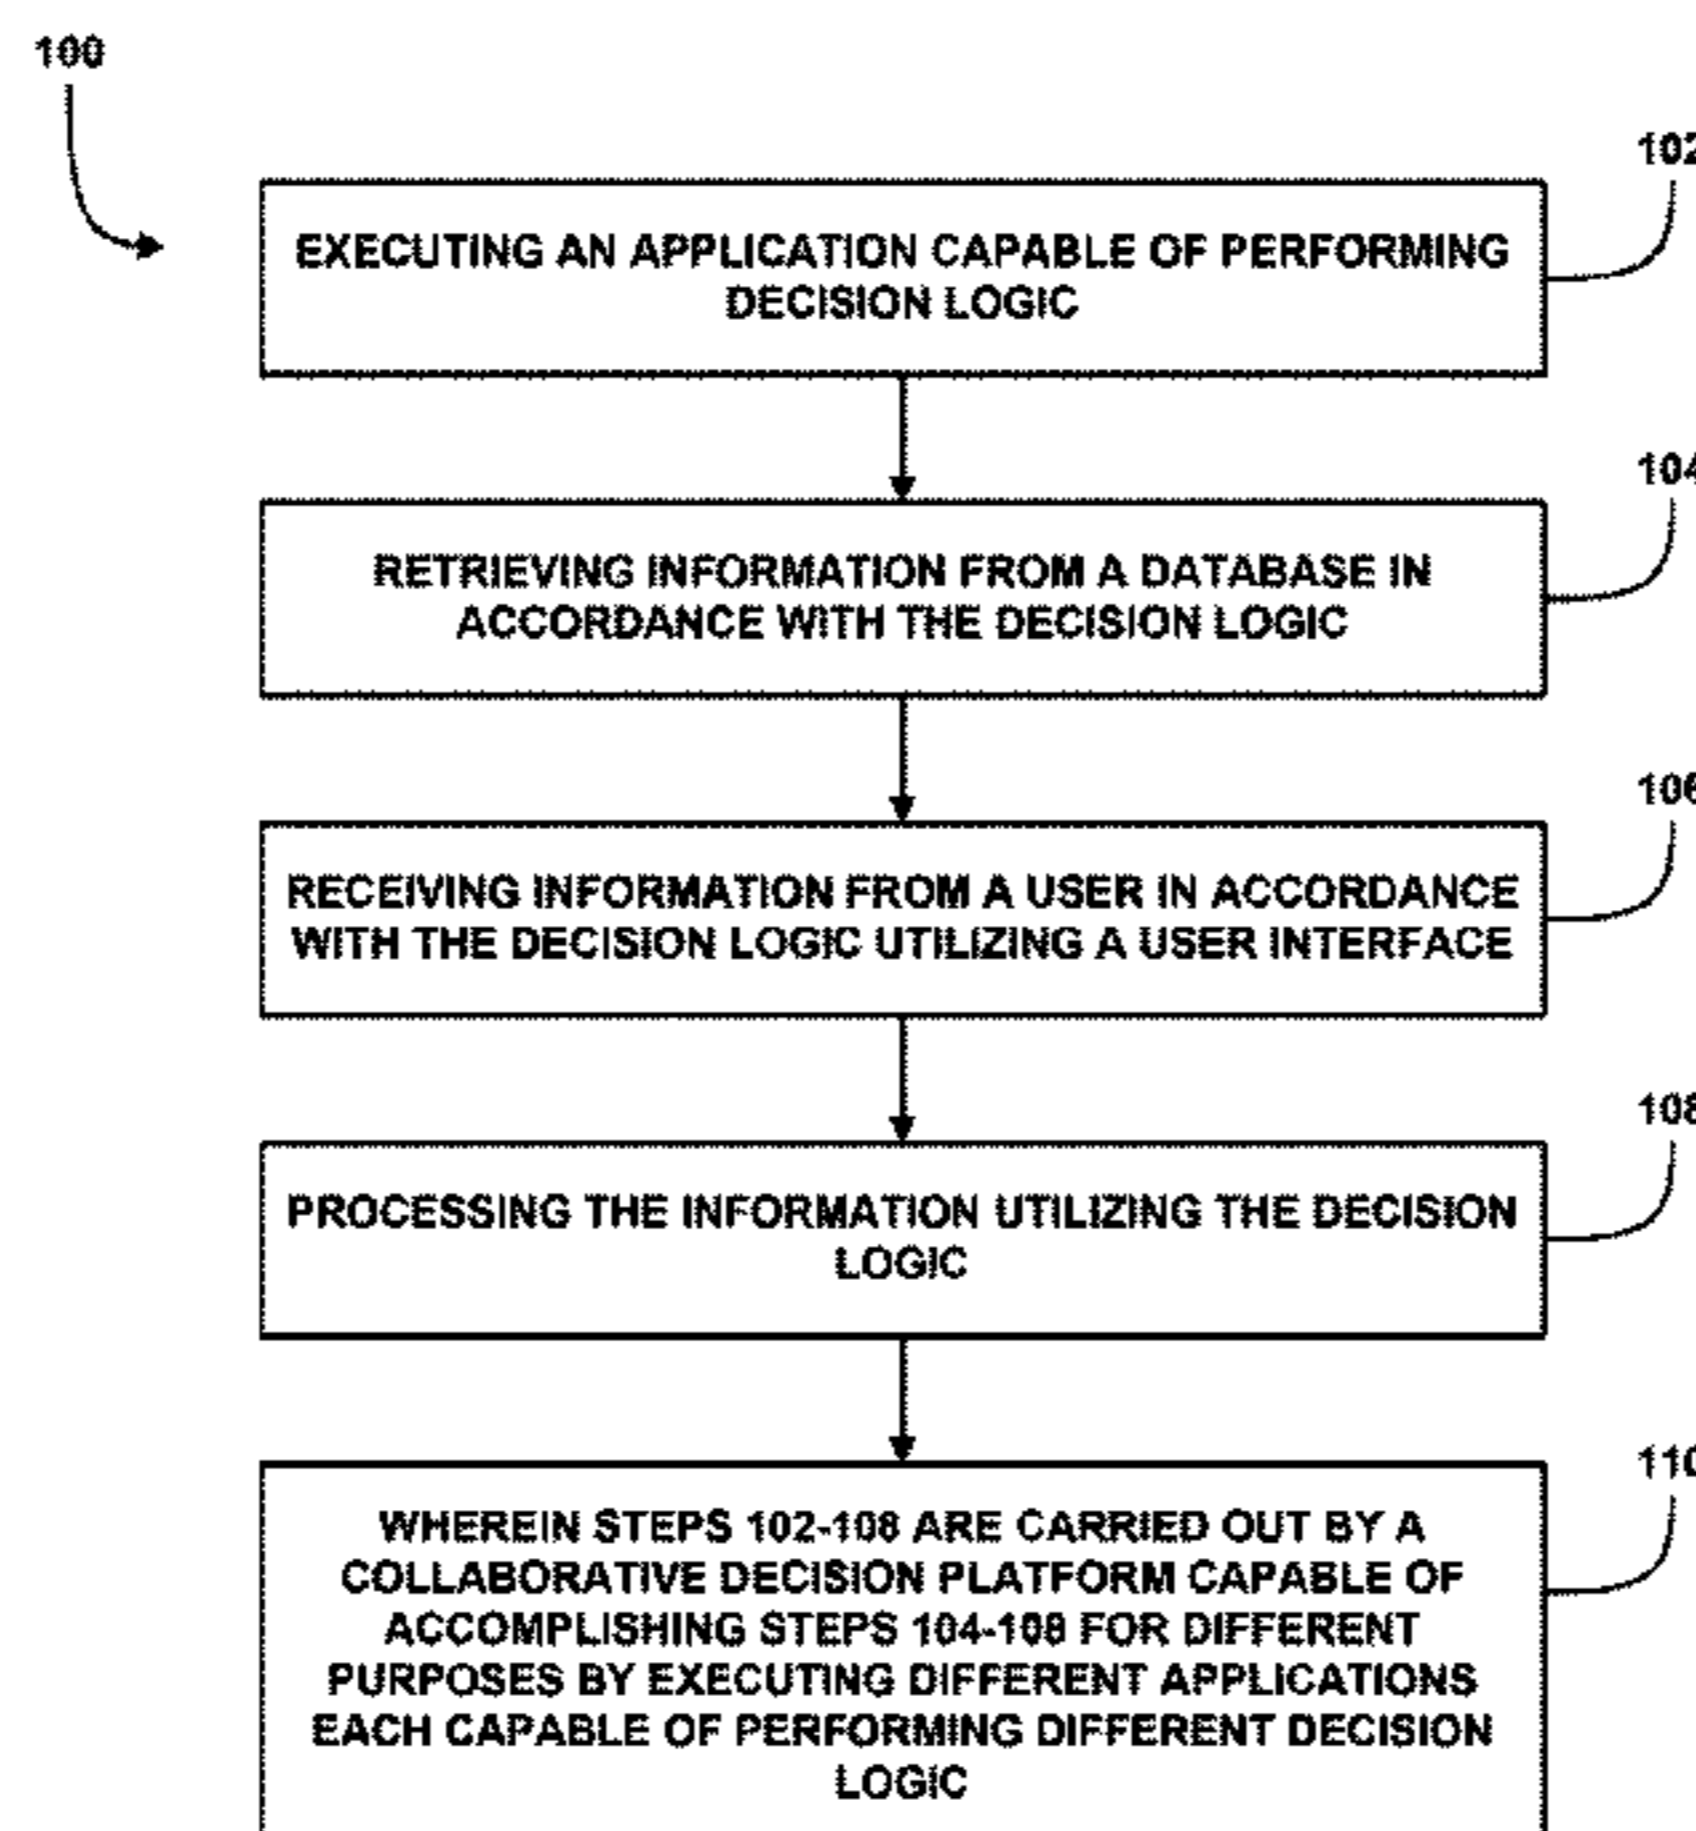 100
102
EXECUTING AN APPLICATION CAPABLE OF PERFORMING
DECISION LOGIC
104
RETRIEVING INFORMATION FROM A DATABASE IN
ACCORDANCE WITH THE DECISION LOGIC
106
RECEIVING INFORMATION FROM A USER IN ACCORDANCE
WITH THE DECISION LOGIC UTILIZING A USER INTERFACE
108
PROCESSING THE INFORMATION UTILIZING THE DECISION
LOGIC
110
WHEREIN STEPS 102-108 ARE CARRIED OUT BY A
COLLABORATIVE DECISION PLATFORM CAPABLE OF
ACCOMPLISHING STEPS 104-108 FOR DIFFERENT
PURPOSES BY EXECUTING DIFFERENT APPLICATIONS
EACH CAPABLE OF PERFORMING DIFFERENT DECISION
LOGIC